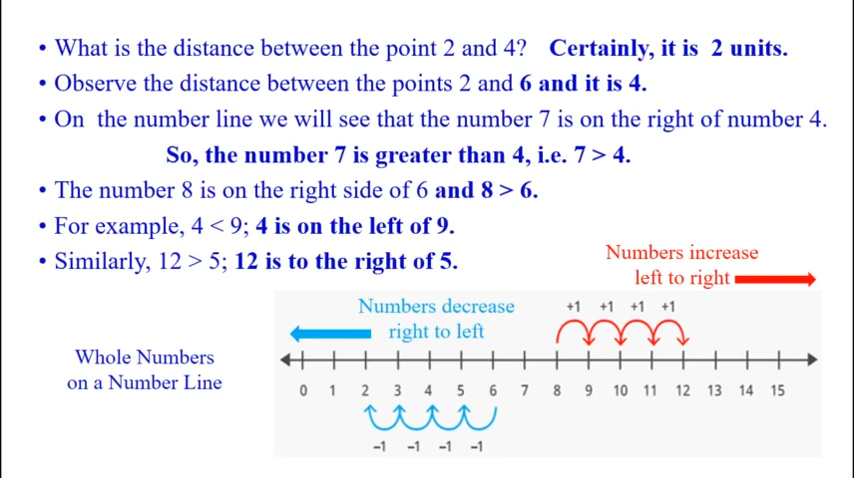 • What is the distance between the point 2 and 4? Certainly, it is 2 units.
• Observe the distance between the points 2 and 6 and it is 4.
• On the number line we will see that the number 7 is on the right of number 4.
So, the number 7 is greater than 4, i.e. 7 > 4.
• The number 8 is on the right side of 6 and 8 > 6.
• For example, 4 < 9; 4 is on the left of 9.
• Similarly, 12 > 5; 12 is to the right of 5.
Numbers increase
left to right
Numbers decrease
right to left
+1 +1 +1 +1
Whole Numbers
on a Number Line
0 1 2 3 4 5 6 7 8 9 10 11 12 13 14 15
–1 –1 –1 –1